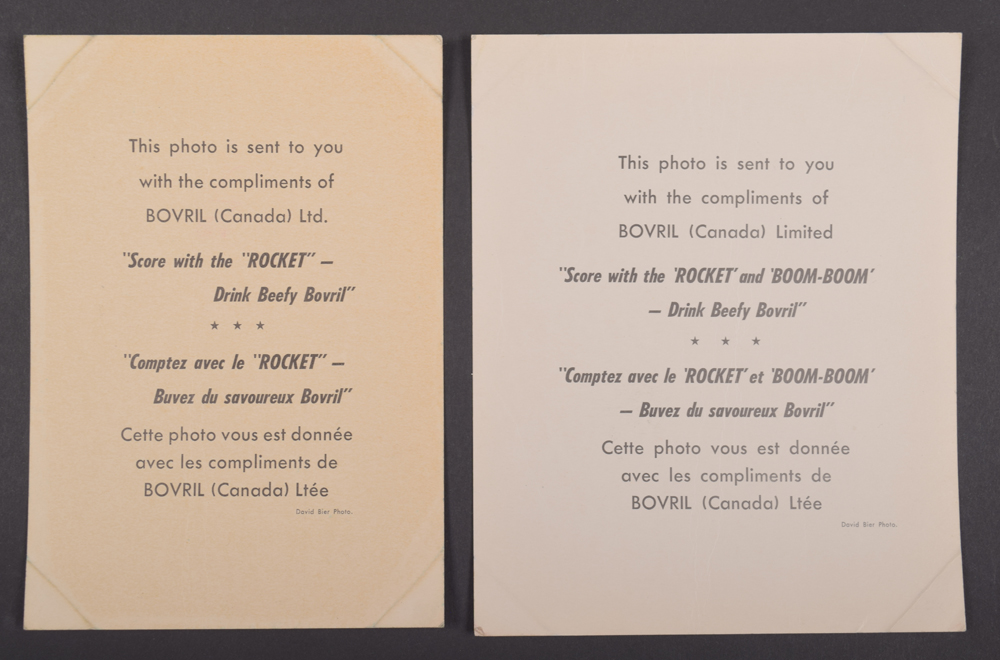 This photo is sent to you
with the compliments of
BOVRIL (Canada) Ltd.
"Score with the "ROCKET" —
Drink Beefy Bovril"
★ ★ ★
"Comptez avec le "ROCKET" —
Buvez du savoureux Bovril"
Cette photo vous est donnée
avec les compliments de
BOVRIL (Canada) Ltée
David Bier Photo.
This photo is sent to you
with the compliments of
BOVRIL (Canada) Limited
"Score with the 'ROCKET' and 'BOOM-BOOM'
— Drink Beefy Bovril"
★ ★ ★
"Comptez avec le 'ROCKET' et 'BOOM-BOOM'
— Buvez du savoureux Bovril"
Cette photo vous est donnée
avec les compliments de
BOVRIL (Canada) Ltée
David Bier Photo.